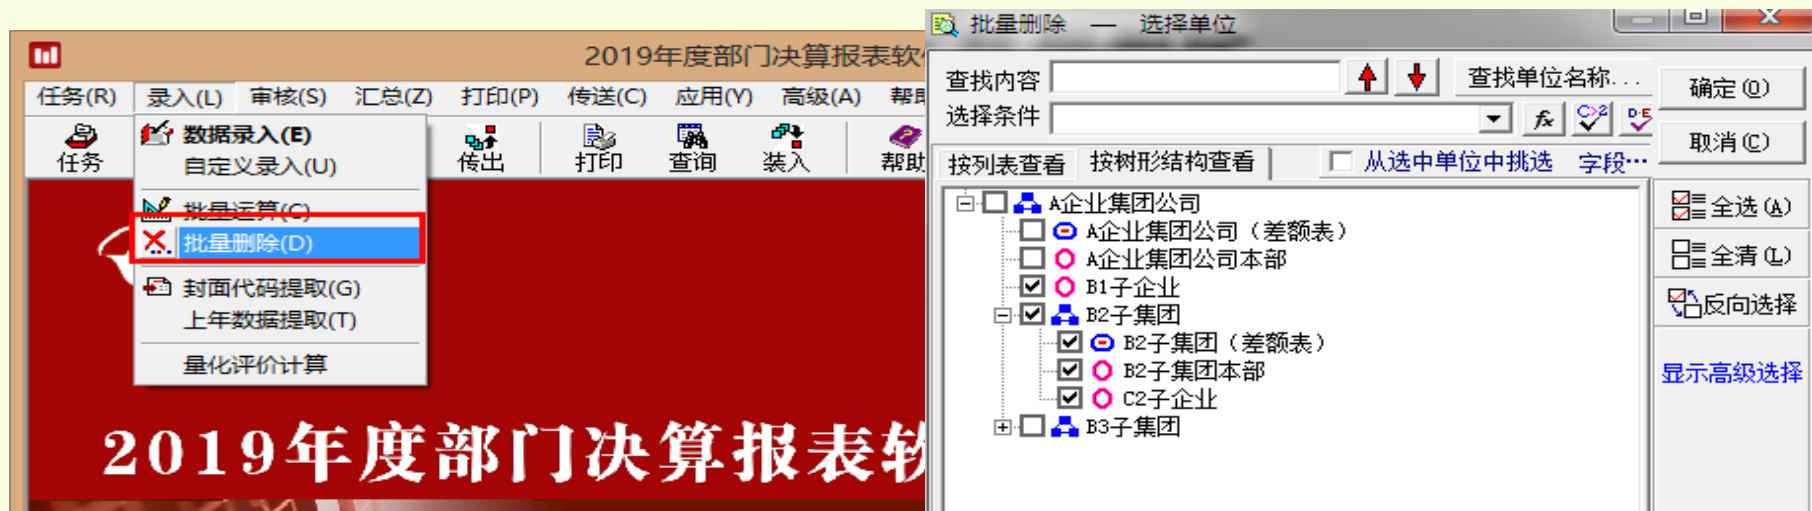 2019年度部门决算报表软
任务(R) 录入(L) 审核(S) 汇总(Z) 打印(P) 传送(C) 应用(Y) 高级(A) 帮
任务 传出 打印 查询 装入 帮助
数据录入(E)
自定义录入(U)
批量运算(C)
批量删除(D)
封面代码提取(G)
上年数据提取(T)
量化评价计算
2019年度部门决算报表软
批量删除 — 选择单位
查找内容 查找单位名称... 确定(O)
选择条件 取消(C)
按列表查看 按树形结构查看 从选中单位中挑选 字段…
A企业集团公司
A企业集团公司（差额表）
A企业集团公司本部
B1子企业
B2子集团
B2子集团（差额表）
B2子集团本部
C2子企业
B3子集团
全选(A)
全清(L)
反向选择
显示高级选择